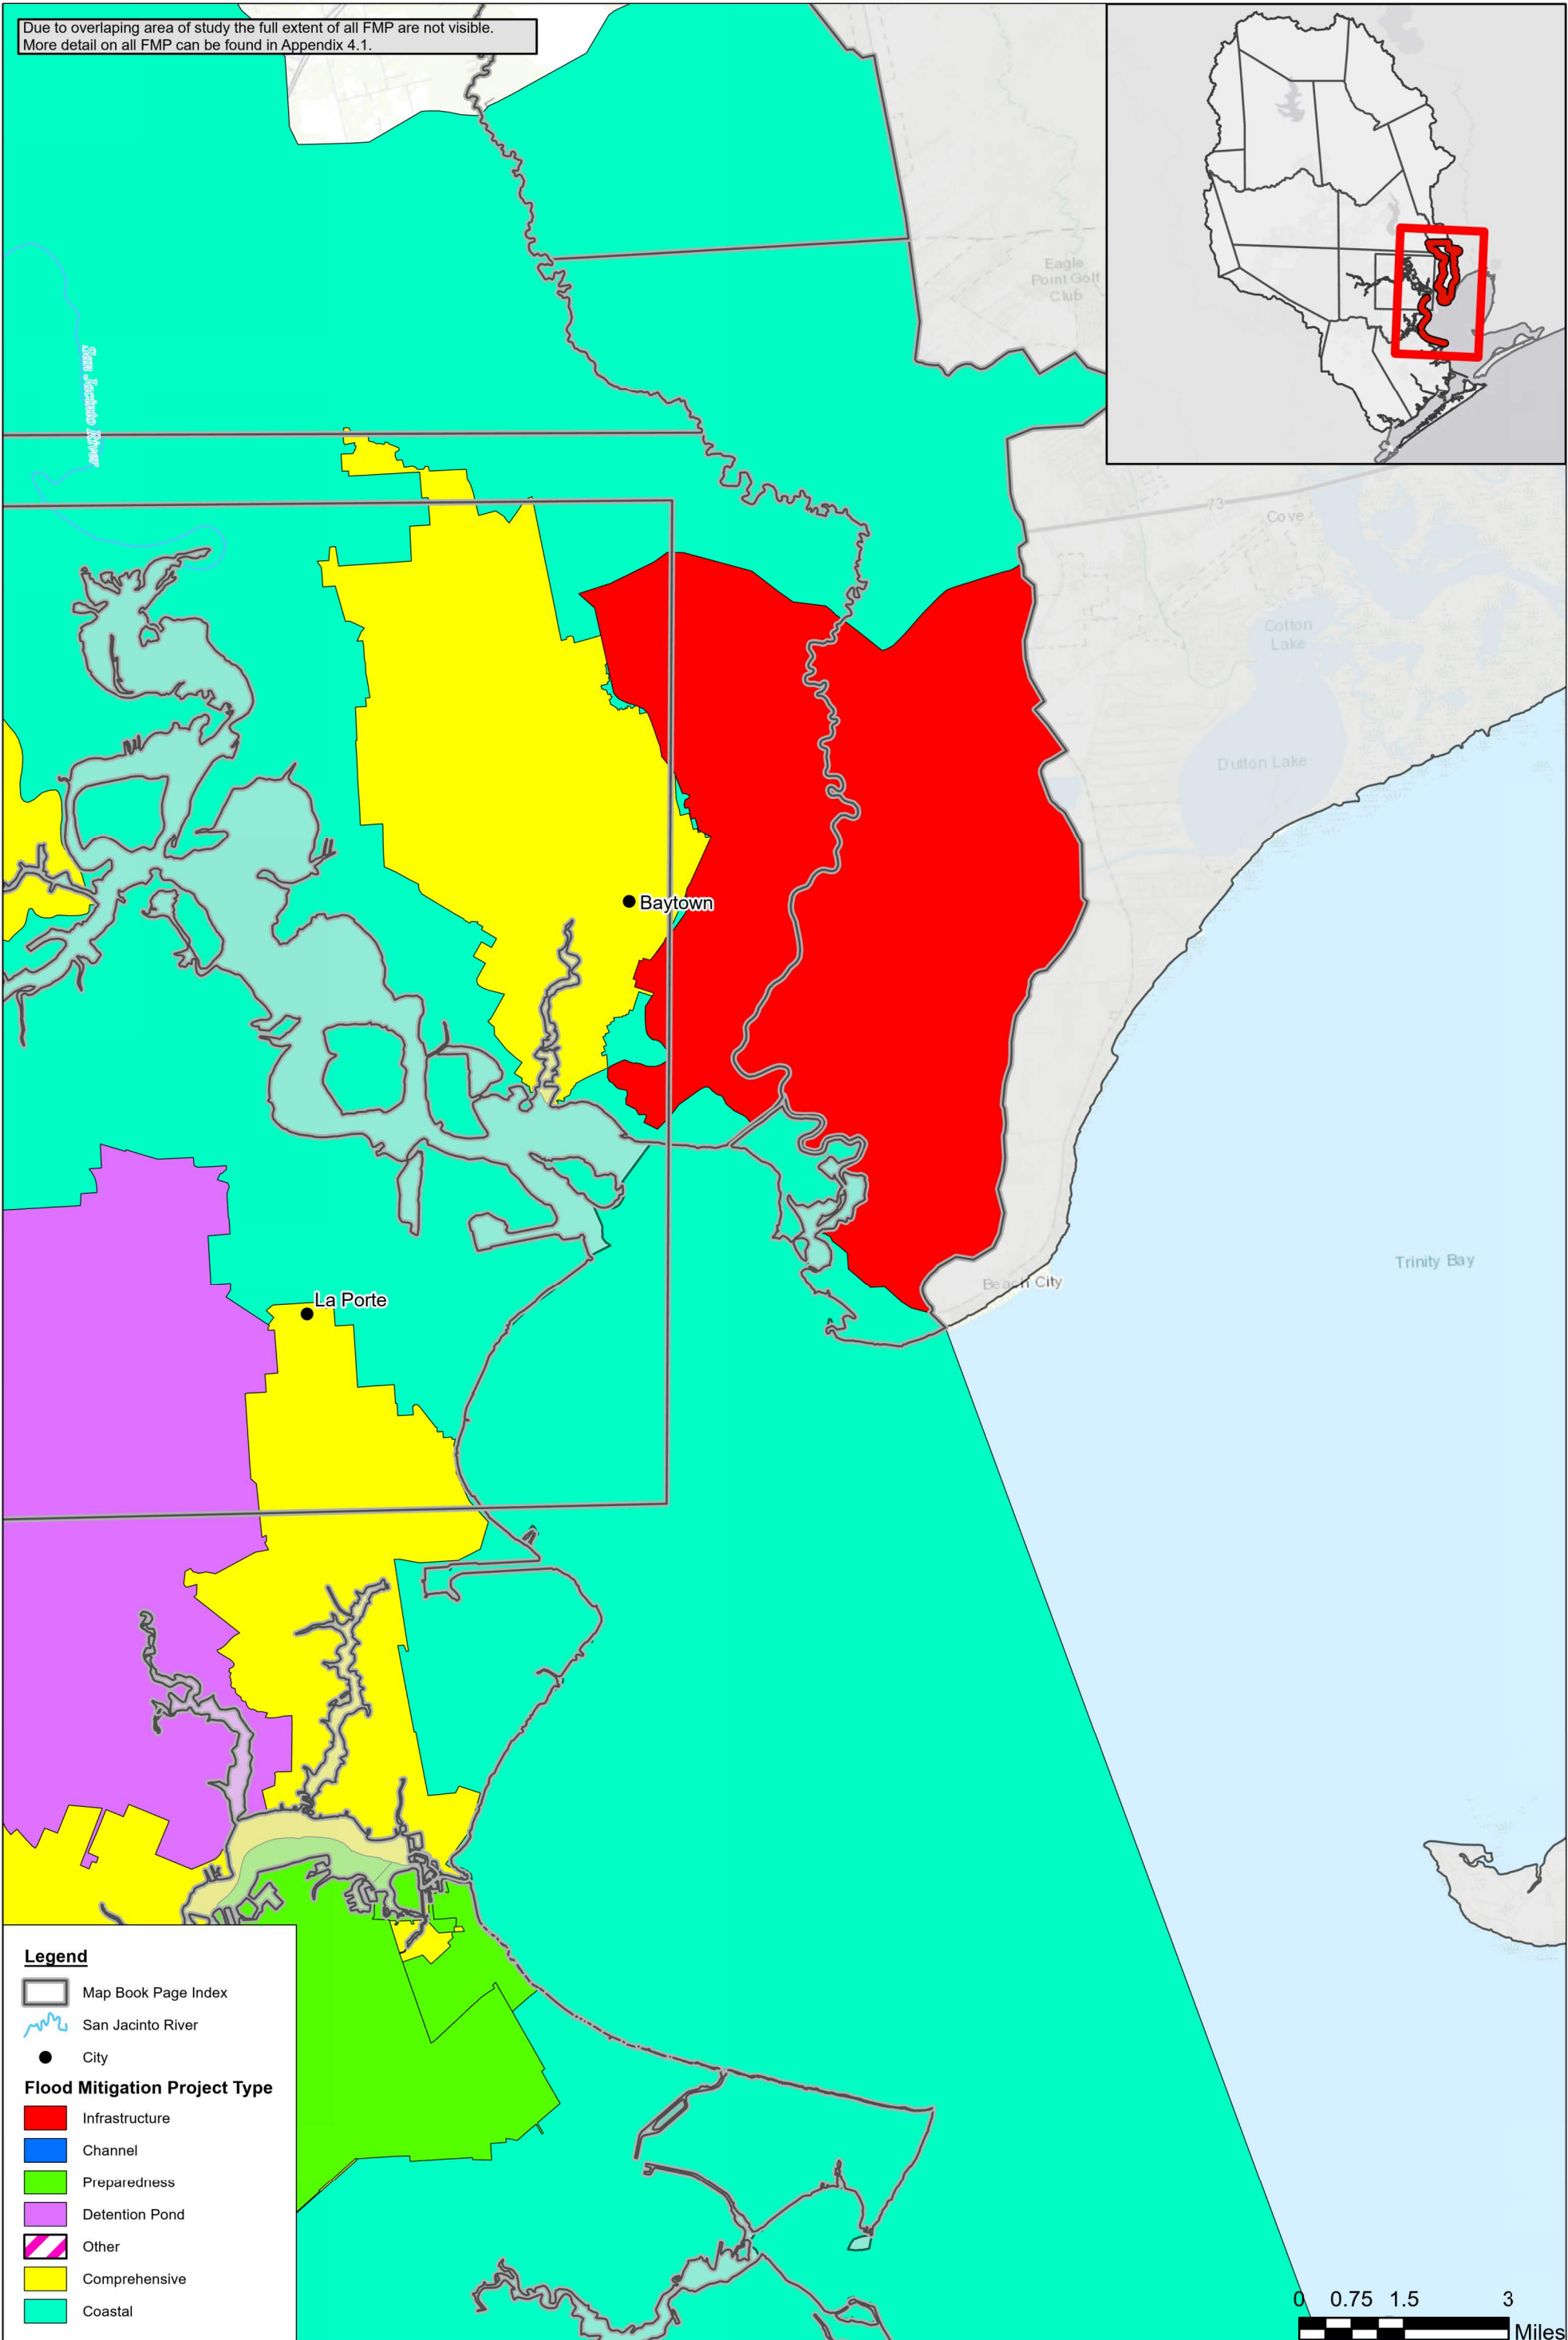 Due to overlaping area of study the full extent of all FMP are not visible.
More detail on all FMP can be found in Appendix 4.1.
Eagle
Point Golf
Club
San Jacinto River
73
Cove
Cotton
Lake
Dutton Lake
Baytown
Trinity Bay
Beach City
La Porte
Legend
Map Book Page Index
San Jacinto River
City
Flood Mitigation Project Type
Infrastructure
Channel
Preparedness
Detention Pond
Other
Comprehensive
Coastal
0 0.75 1.5 3
Miles